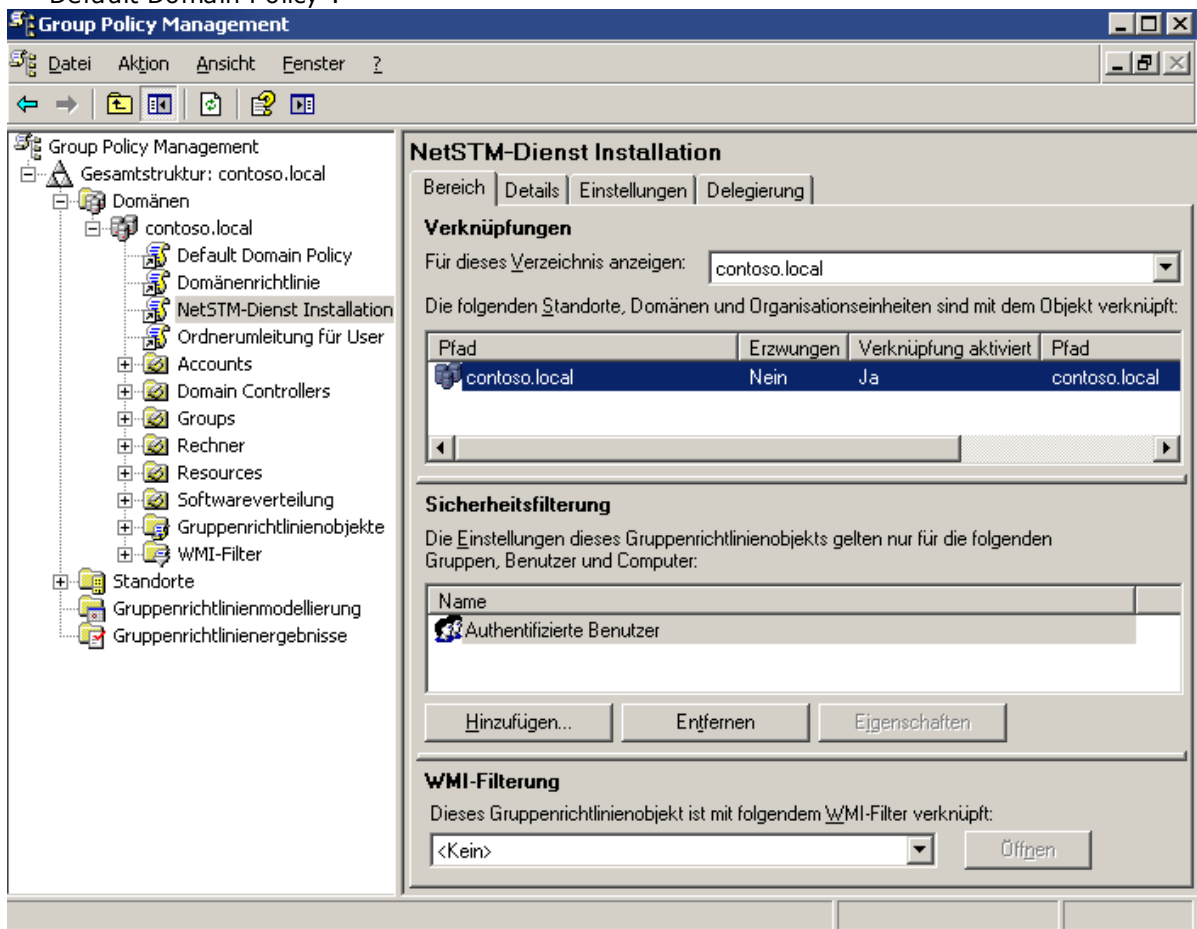 Default Domain Policy".
Group Policy Management
Datei Aktion Ansicht Fenster ?
Group Policy Management
Gesamtstruktur: contoso.local
Domänen
contoso.local
Default Domain Policy
Domänenrichtlinie
NetSTM-Dienst Installation
Ordnerumleitung für User
Accounts
Domain Controllers
Groups
Rechner
Resources
Softwareverteilung
Gruppenrichtlinienobjekte
WMI-Filter
Standorte
Gruppenrichtlinienmodellierung
Gruppenrichtlinienergebnisse
NetSTM-Dienst Installation
Bereich Details Einstellungen Delegierung
Verknüpfungen
Für dieses Verzeichnis anzeigen: contoso.local
Die folgenden Standorte, Domänen und Organisationseinheiten sind mit dem Objekt verknüpft:
Pfad Erzwungen Verknüpfung aktiviert Pfad
contoso.local Nein Ja contoso.local
Sicherheitsfilterung
Die Einstellungen dieses Gruppenrichtlinienobjekts gelten nur für die folgenden
Gruppen, Benutzer und Computer:
Name
Authentifizierte Benutzer
Hinzufügen... Entfernen Eigenschaften
WMI-Filterung
Dieses Gruppenrichtlinienobjekt ist mit folgendem WMI-Filter verknüpft:
<Kein> Öffnen